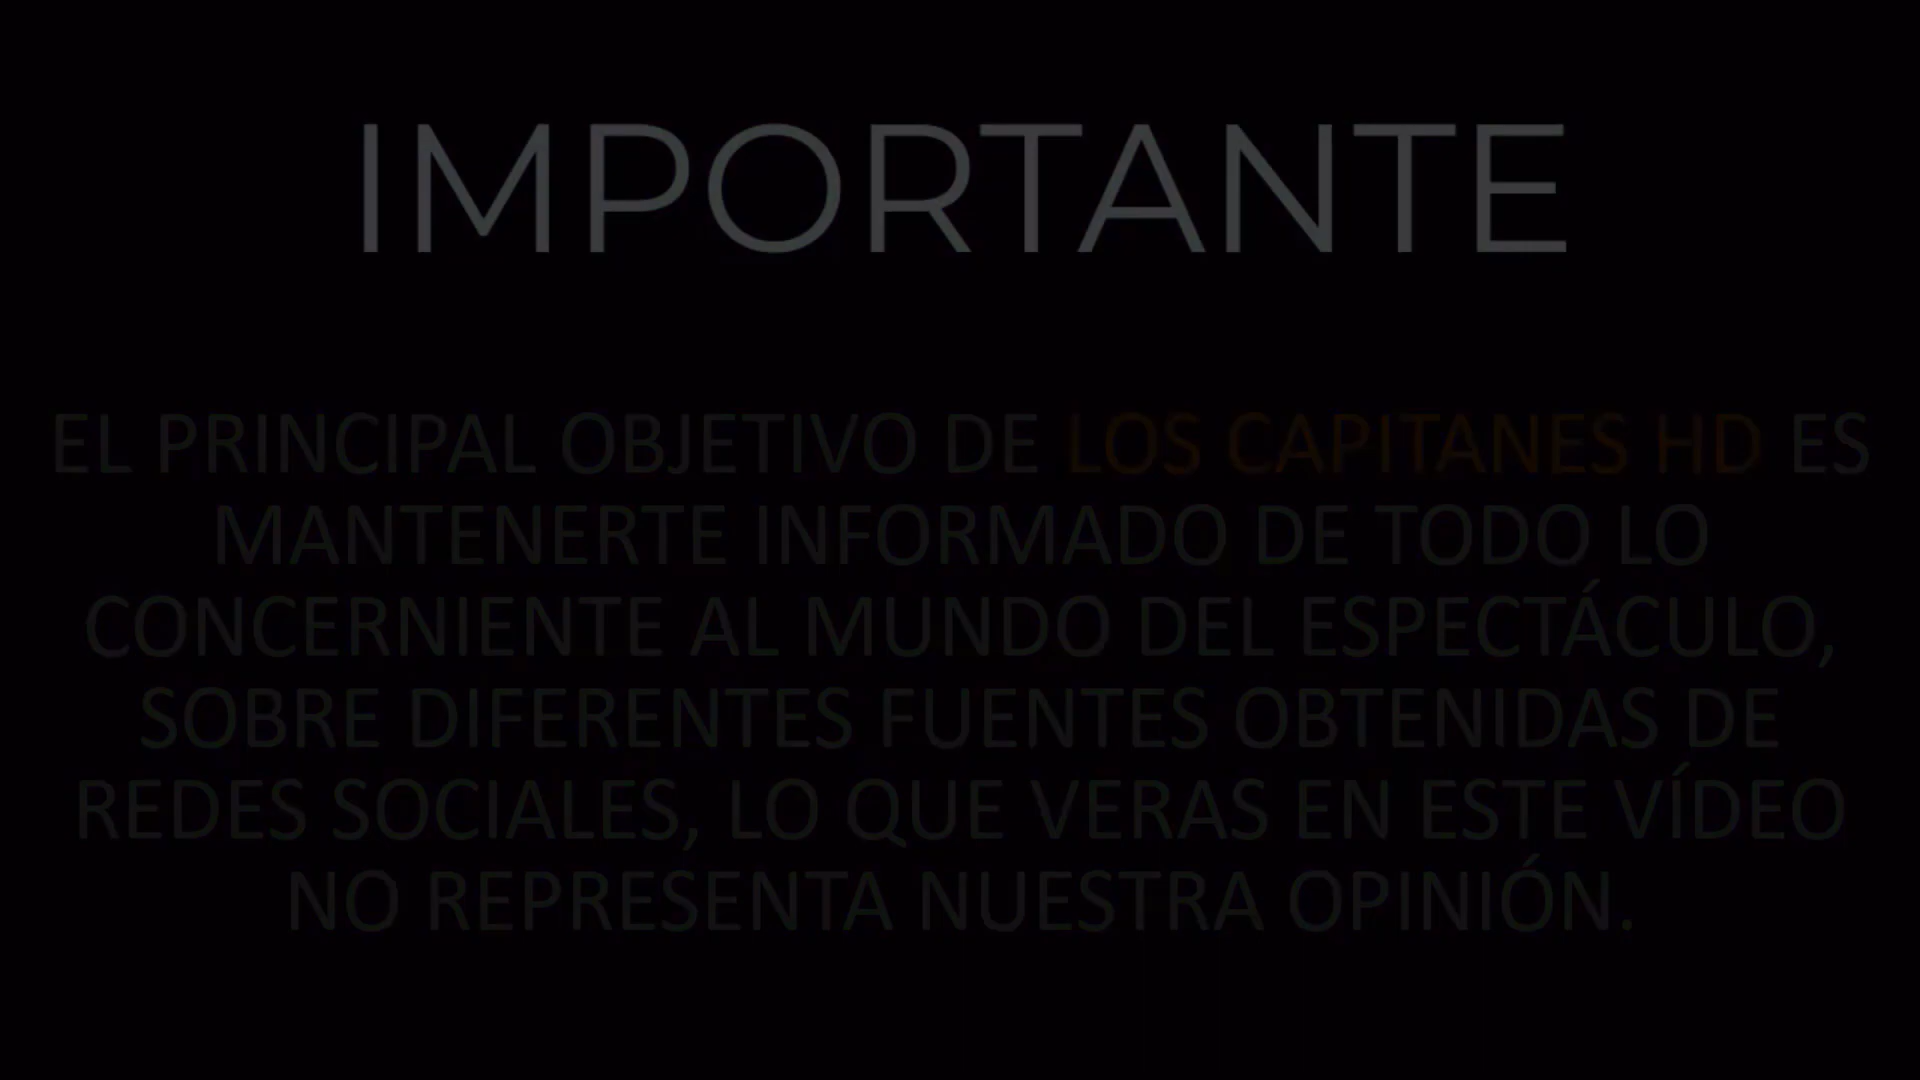 IMPORTANTE
EL PRINCIPAL OBJETIVO DE LOS CAPITANES HD ES
MANTENERTE INFORMADO DE TODO LO
CONCERNIENTE AL MUNDO DEL ESPECTÁCULO,
SOBRE DIFERENTES FUENTES OBTENIDAS DE
REDES SOCIALES, LO QUE VERAS EN ESTE VÍDEO
NO REPRESENTA NUESTRA OPINIÓN.